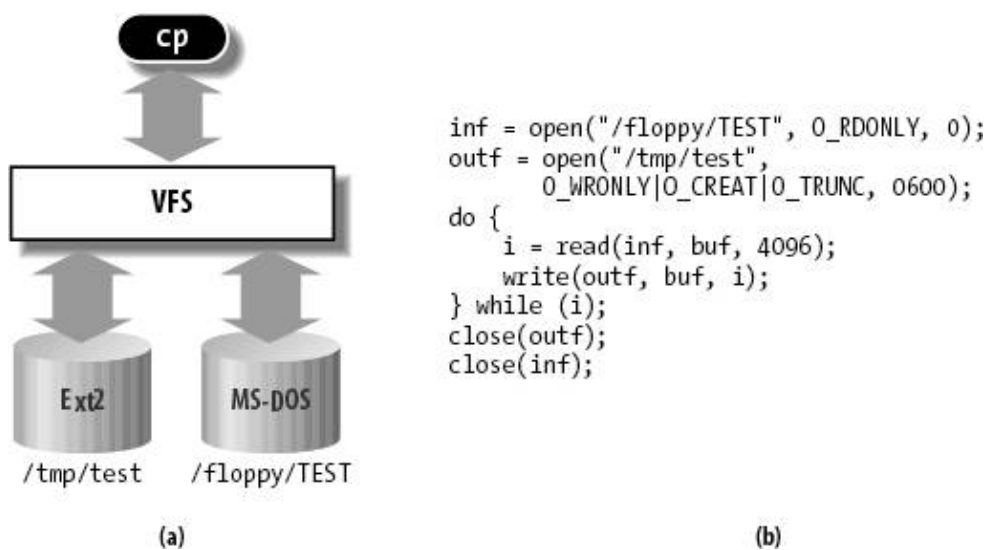 cp
VFS
Ext2
MS-DOS
/tmp/test
/floppy/TEST
(a)
inf = open("/floppy/TEST", O_RDONLY, 0);
outf = open("/tmp/test",
       O_WRONLY|O_CREAT|O_TRUNC, 0600);
do {
    i = read(inf, buf, 4096);
    write(outf, buf, i);
} while (i);
close(outf);
close(inf);
(b)